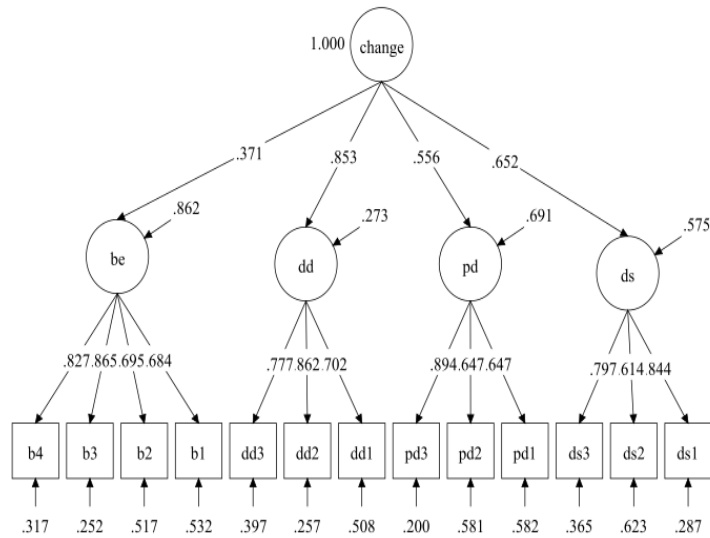 1.000 change
.371 .853 .556 .652
.862 .273 .691 .575
be dd pd ds
.827 .865 .695 .684 .777 .862 .702 .894 .647 .647 .797 .614 .844
b4 b3 b2 b1 dd3 dd2 dd1 pd3 pd2 pd1 ds3 ds2 ds1
.317 .252 .517 .532 .397 .257 .508 .200 .581 .582 .365 .623 .287